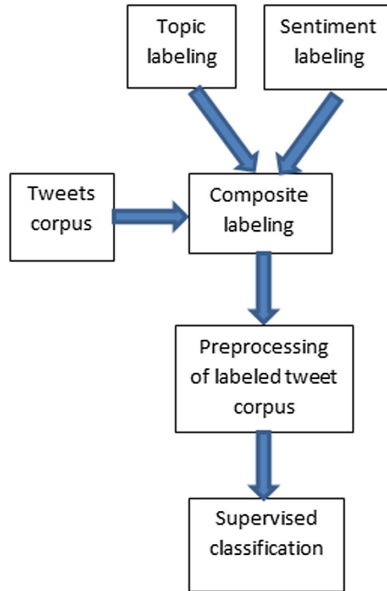 Topic
labeling
Sentiment
labeling
Tweets
corpus
Composite
labeling
Preprocessing
of labeled tweet
corpus
Supervised
classification